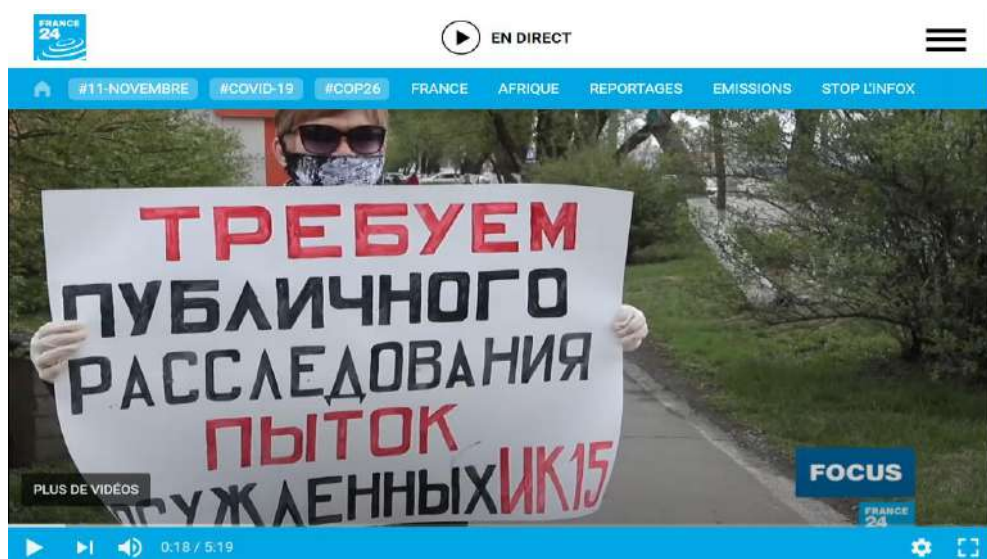 FRANCE
24
EN DIRECT
#11-NOVEMBRE #COVID-19 #COP26 FRANCE AFRIQUE REPORTAGES EMISSIONS STOP L'INFOX
ТРЕБУЕМ
ПУБЛИЧНОГО
РАССЛЕДОВАНИЯ
ПЫТОК
ОСУЖДЕННЫХ ИК15
PLUS DE VIDÉOS
FOCUS
FRANCE
24
0:18 / 5:19